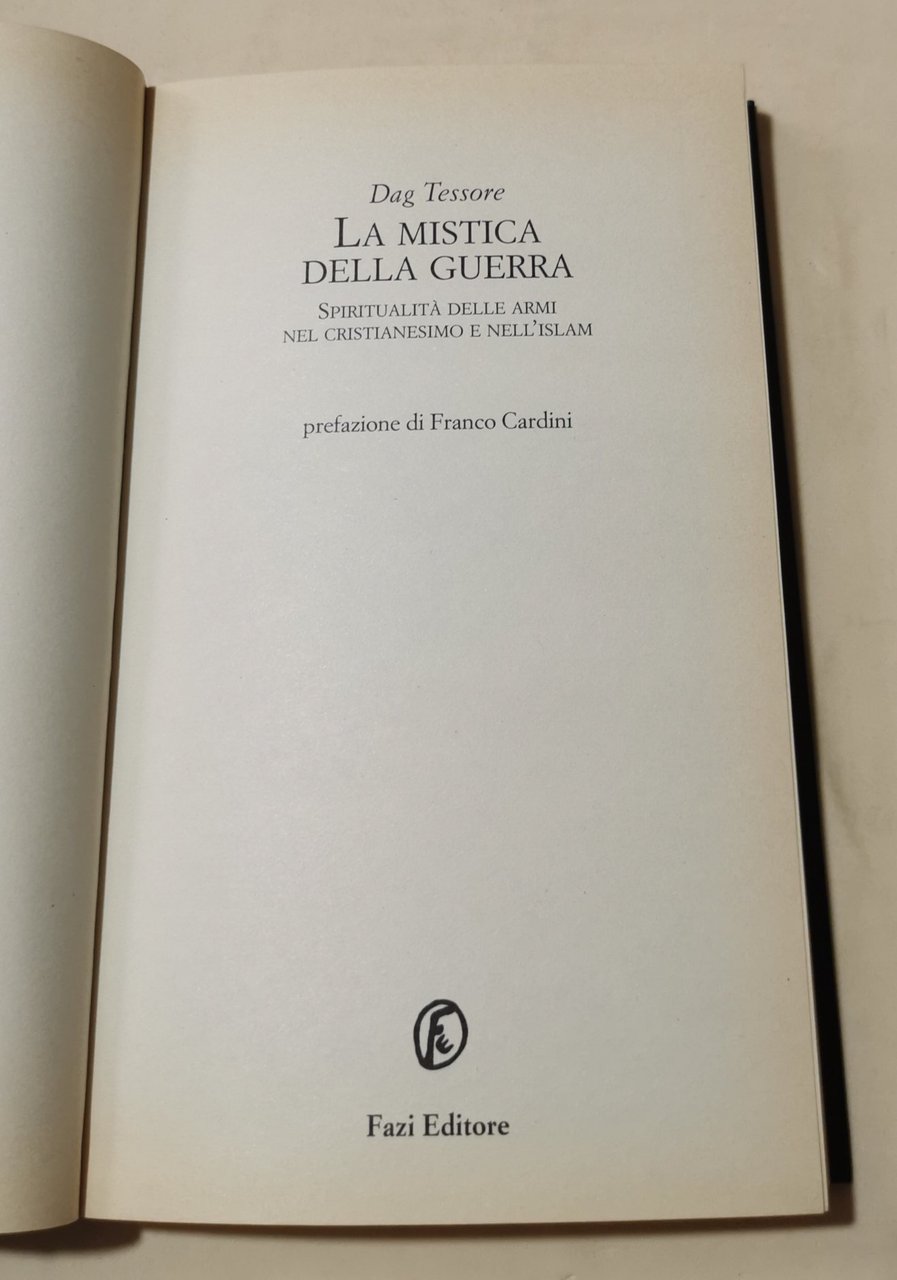 Dag Tessore
LA MISTICA
DELLA GUERRA
SPIRITUALITÀ DELLE ARMI
NEL CRISTIANESIMO E NELL'ISLAM
prefazione di Franco Cardini
Fe
Fazi Editore